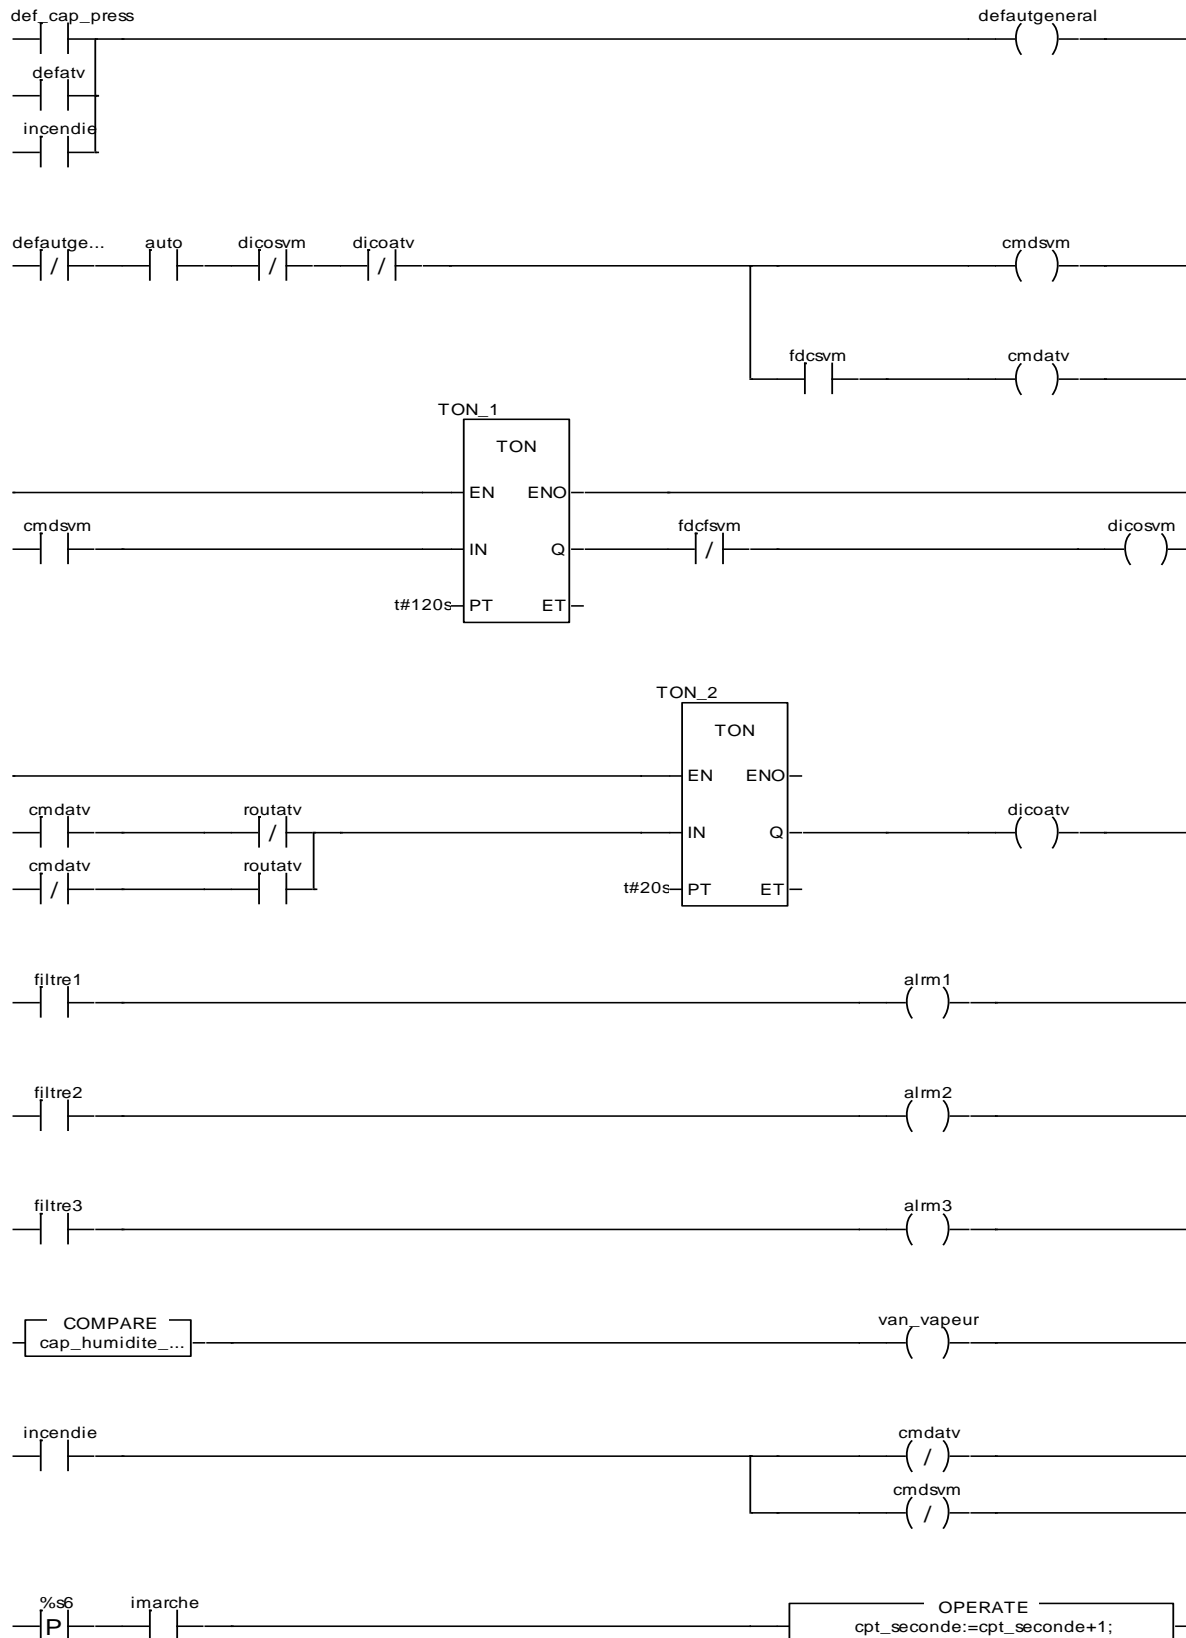 def_cap_press defautgeneral
defatv
incendie
defautge... auto dicosvm dicoatv cmdsvm
/ / /
fdcsvm cmdatv
TON_1
TON
EN ENO
cmdsvm fdcfsvm dicosvm
IN Q /
t#120s PT ET
TON_2
TON
EN ENO
cmdatv routatv dicoatv
/ IN Q
cmdatv routatv
/ t#20s PT ET
filtre1 alrm1
filtre2 alrm2
filtre3 alrm3
COMPARE van_vapeur
cap_humidite_...
incendie cmdatv
/
cmdsvm
/
%s6 imarche OPERATE
P cpt_seconde:=cpt_seconde+1;